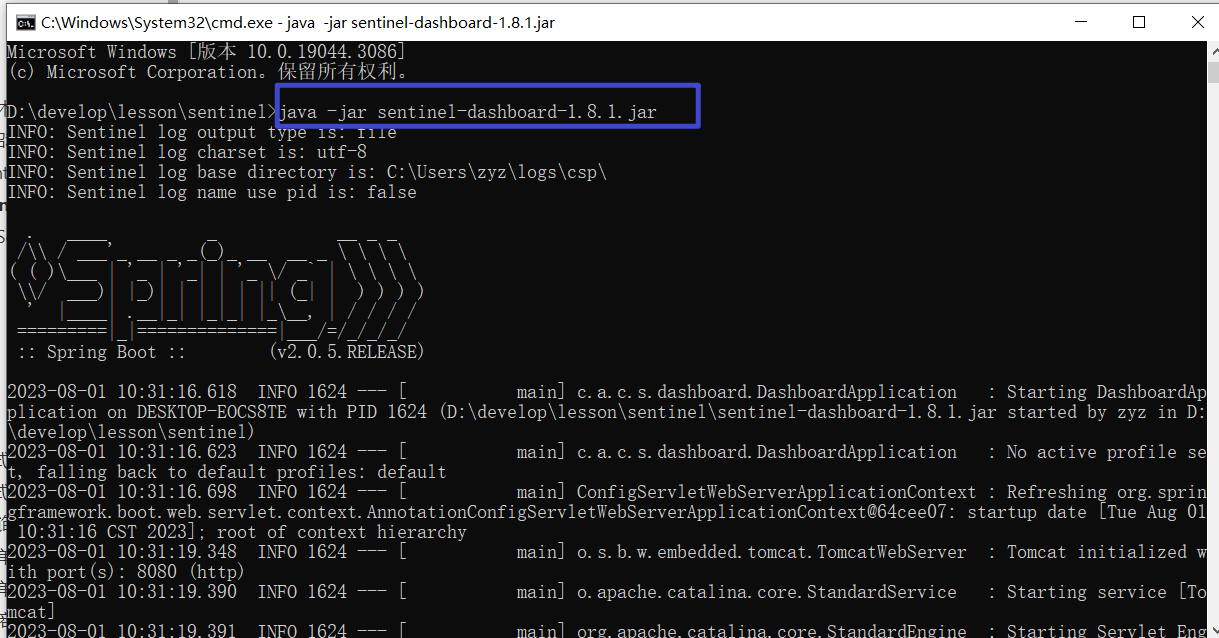 C:\Windows\System32\cmd.exe - java  -jar sentinel-dashboard-1.8.1.jar
Microsoft Windows [版本 10.0.19044.3086]
(c) Microsoft Corporation。保留所有权利。
D:\develop\lesson\sentinel>java -jar sentinel-dashboard-1.8.1.jar
INFO: Sentinel log output type is: file
INFO: Sentinel log charset is: utf-8
INFO: Sentinel log base directory is: C:\Users\zyz\logs\csp\
INFO: Sentinel log name use pid is: false
Spring
 :: Spring Boot ::        (v2.0.5.RELEASE)
2023-08-01 10:31:16.618  INFO 1624 --- [           main] c.a.c.s.dashboard.DashboardApplication   : Starting DashboardAp
plication on DESKTOP-EOCS8TE with PID 1624 (D:\develop\lesson\sentinel\sentinel-dashboard-1.8.1.jar started by zyz in D:
\develop\lesson\sentinel)
2023-08-01 10:31:16.623  INFO 1624 --- [           main] c.a.c.s.dashboard.DashboardApplication   : No active profile se
t, falling back to default profiles: default
2023-08-01 10:31:16.698  INFO 1624 --- [           main] ConfigServletWebServerApplicationContext : Refreshing org.sprin
gframework.boot.web.servlet.context.AnnotationConfigServletWebServerApplicationContext@64cee07: startup date [Tue Aug 01
 10:31:16 CST 2023]; root of context hierarchy
2023-08-01 10:31:19.348  INFO 1624 --- [           main] o.s.b.w.embedded.tomcat.TomcatWebServer  : Tomcat initialized w
ith port(s): 8080 (http)
2023-08-01 10:31:19.390  INFO 1624 --- [           main] o.apache.catalina.core.StandardService   : Starting service [To
mcat]
2023-08-01 10:31:19.391  INFO 1624 --- [           main] org.apache.catalina.core.StandardEngine  : Starting Servlet Eng